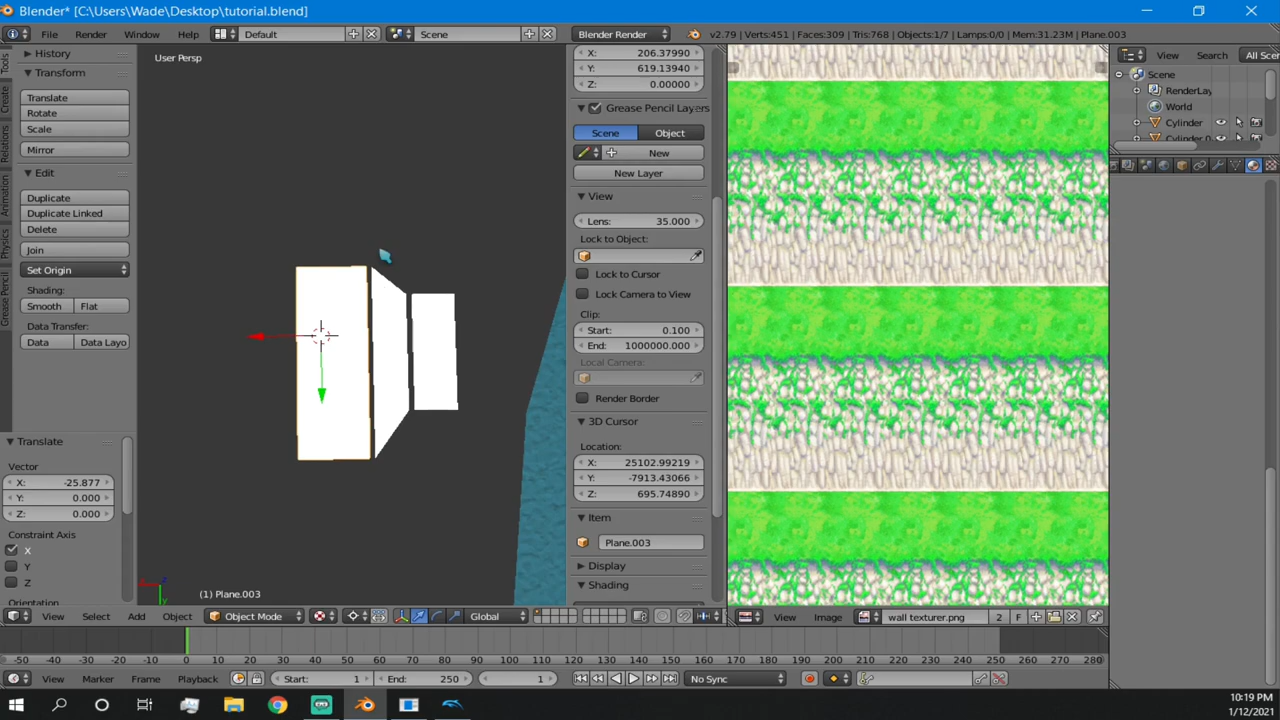 Blender* [C:\Users\Wade\Desktop\tutorial.blend]
File Render Window Help Default Scene Blender Render v2.79 | Verts:451 | Faces:309 | Tris:768 | Objects:1/7 | Lamps:0/0 | Mem:31.23M | Plane.003
Tools
Create
Relations
Animation
Physics
Grease Pencil
History
Transform
Translate
Rotate
Scale
Mirror
Edit
Duplicate
Duplicate Linked
Delete
Join
Set Origin
Shading:
Smooth Flat
Data Transfer:
Data Data Layo
Translate
Vector
X: -25.877
Y: 0.000
Z: 0.000
Constraint Axis
X
Y
Z
Orientation
User Persp
(1) Plane.003
X: 206.37990
Y: 619.13940
Z: 0.00000
Grease Pencil Layers
Scene Object
New
New Layer
View
Lens: 35.000
Lock to Object:
Lock to Cursor
Lock Camera to View
Clip:
Start: 0.100
End: 1000000.000
Local Camera:
Render Border
3D Cursor
Location:
X: 25102.99219
Y: -7913.43066
Z: 695.74890
Item
Plane.003
Display
Shading
View Search All Sce
Scene
RenderLay
World
Cylinder
Cylinder.0
View Select Add Object Object Mode Global
View Image wall texturer.png 2 F
-50 -40 -30 -20 -10 0 10 20 30 40 50 60 70 80 90 100 110 120 130 140 150 160 170 180 190 200 210 220 230 240 250 260 270 280
View Marker Frame Playback Start: 1 End: 250 1 No Sync
10:19 PM
1/12/2021